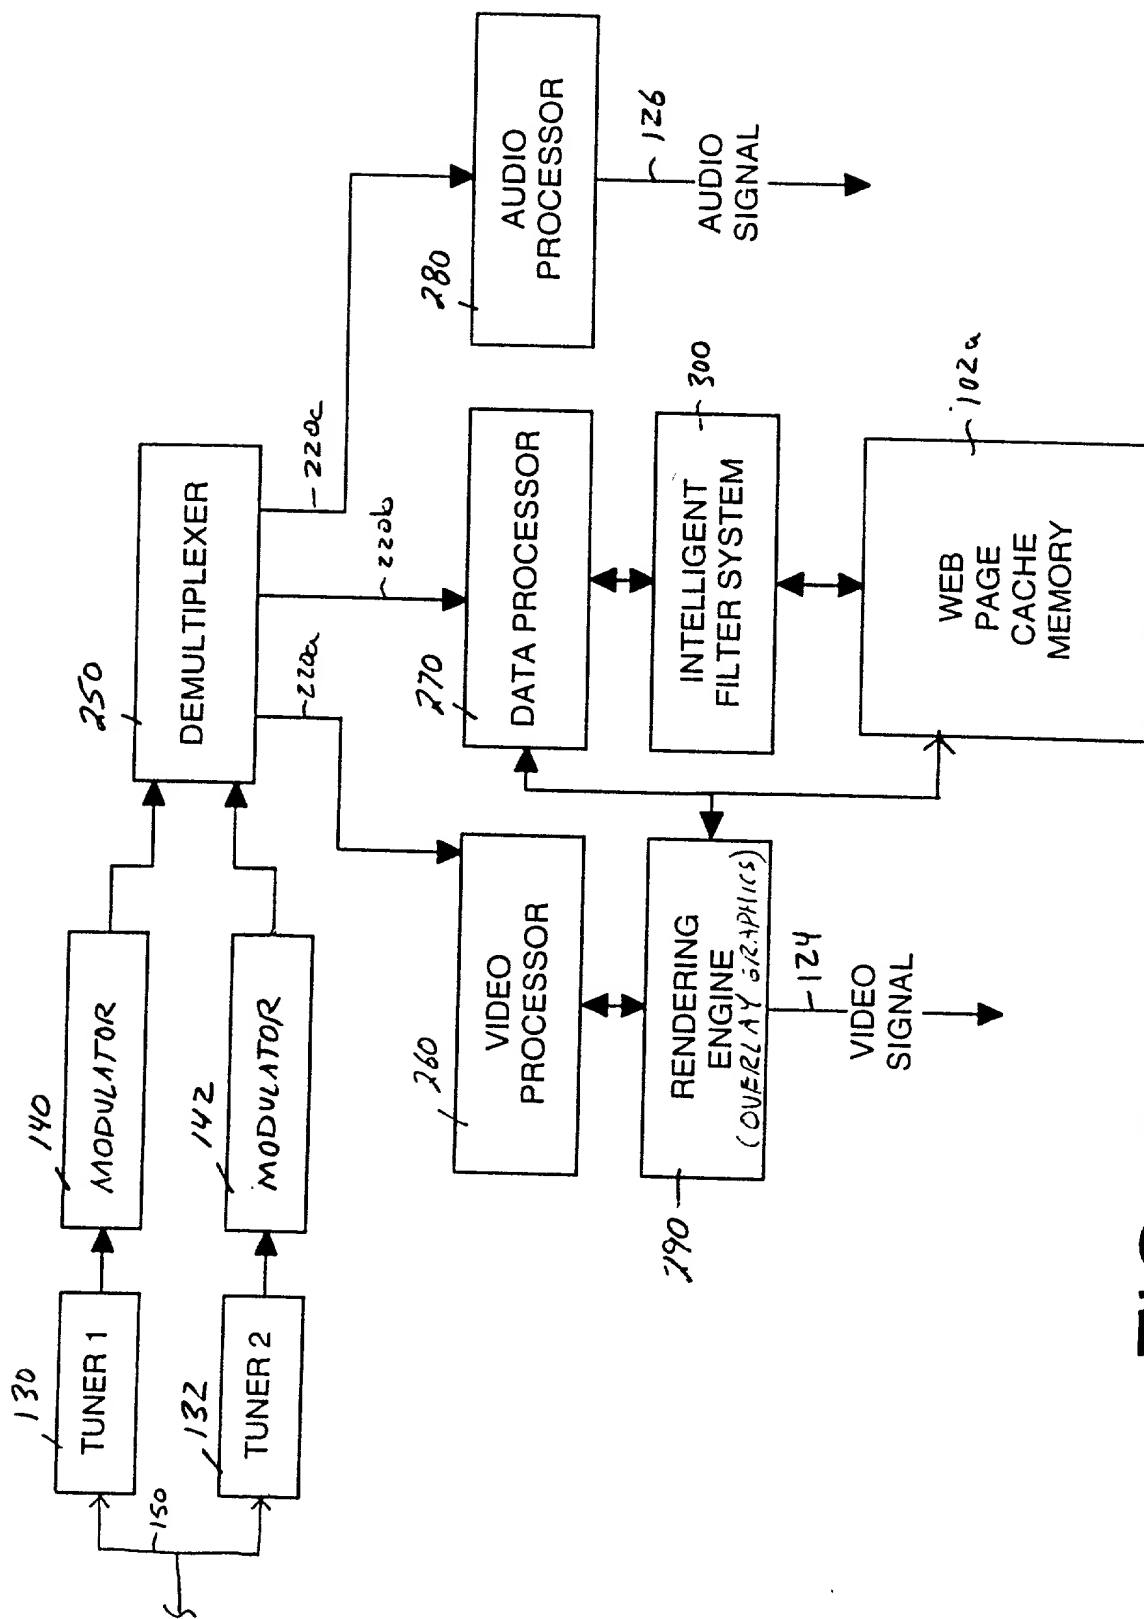 150
130
TUNER 1
132
TUNER 2
140
MODULATOR
142
MODULATOR
250
DEMULTIPLEXER
220a
220b
220c
260
VIDEO
PROCESSOR
270
DATA PROCESSOR
280
AUDIO
PROCESSOR
290
RENDERING
ENGINE
(OVERLAY GRAPHICS)
300
INTELLIGENT
FILTER SYSTEM
126
AUDIO
SIGNAL
124
VIDEO
SIGNAL
102a
WEB
PAGE
CACHE
MEMORY